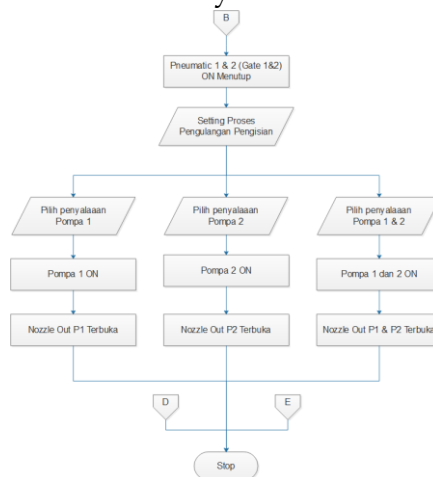 y
B
Pneumatic 1 & 2 (Gate 1&2)
ON Menutup
Setting Proses
Pengulangan Pengisian
Pilih penyalaaan
Pompa 1
Pilih penyalaaan
Pompa 2
Pilih penyalaaan
Pompa 1 & 2
Pompa 1 ON
Pompa 2 ON
Pompa 1 dan 2 ON
Nozzle Out P1 Terbuka
Nozzle Out P2 Terbuka
Nozzle Out P1 & P2 Terbuka
D
E
Stop